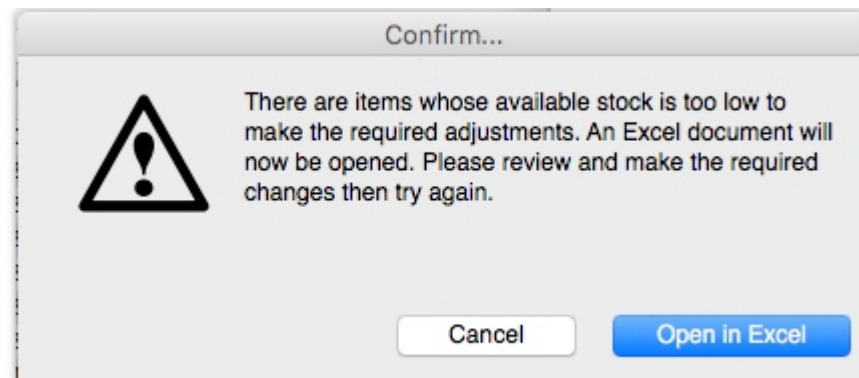 Confirm...
There are items whose available stock is too low to
make the required adjustments. An Excel document will
now be opened. Please review and make the required
changes then try again.
Cancel
Open in Excel